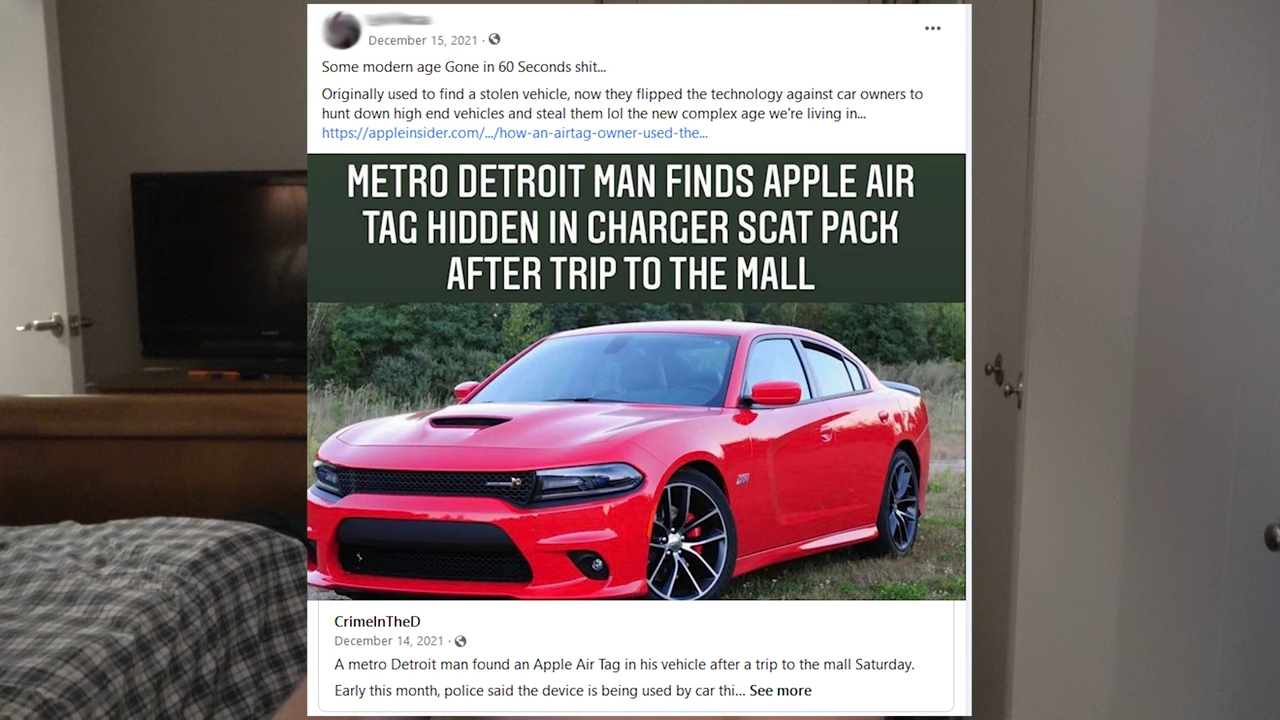 December 15, 2021 ·
Some modern age Gone in 60 Seconds shit...
Originally used to find a stolen vehicle, now they flipped the technology against car owners to
hunt down high end vehicles and steal them lol the new complex age we're living in...
https://appleinsider.com/.../how-an-airtag-owner-used-the...
METRO DETROIT MAN FINDS APPLE AIR
TAG HIDDEN IN CHARGER SCAT PACK
AFTER TRIP TO THE MALL
CrimeInTheD
December 14, 2021 ·
A metro Detroit man found an Apple Air Tag in his vehicle after a trip to the mall Saturday.
Early this month, police said the device is being used by car thi... See more